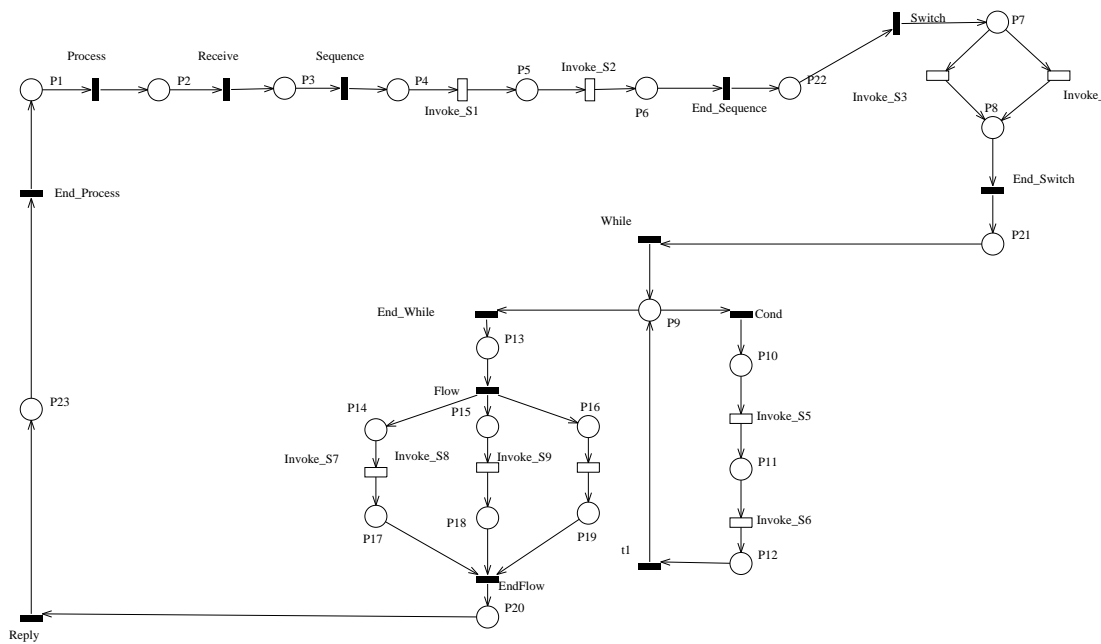 Switch
P7
Process
Receive
Sequence
Invoke_S2
P1
P2
P3
P4
P5
P6
P22
Invoke_S1
End_Sequence
Invoke_S3
Invoke_
P8
End_Switch
End_Process
While
P21
End_While
P9
Cond
P13
P10
Flow
P23
P14
P15
P16
Invoke_S5
Invoke_S7
Invoke_S8
Invoke_S9
P11
P17
P18
P19
Invoke_S6
t1
P12
EndFlow
P20
Reply